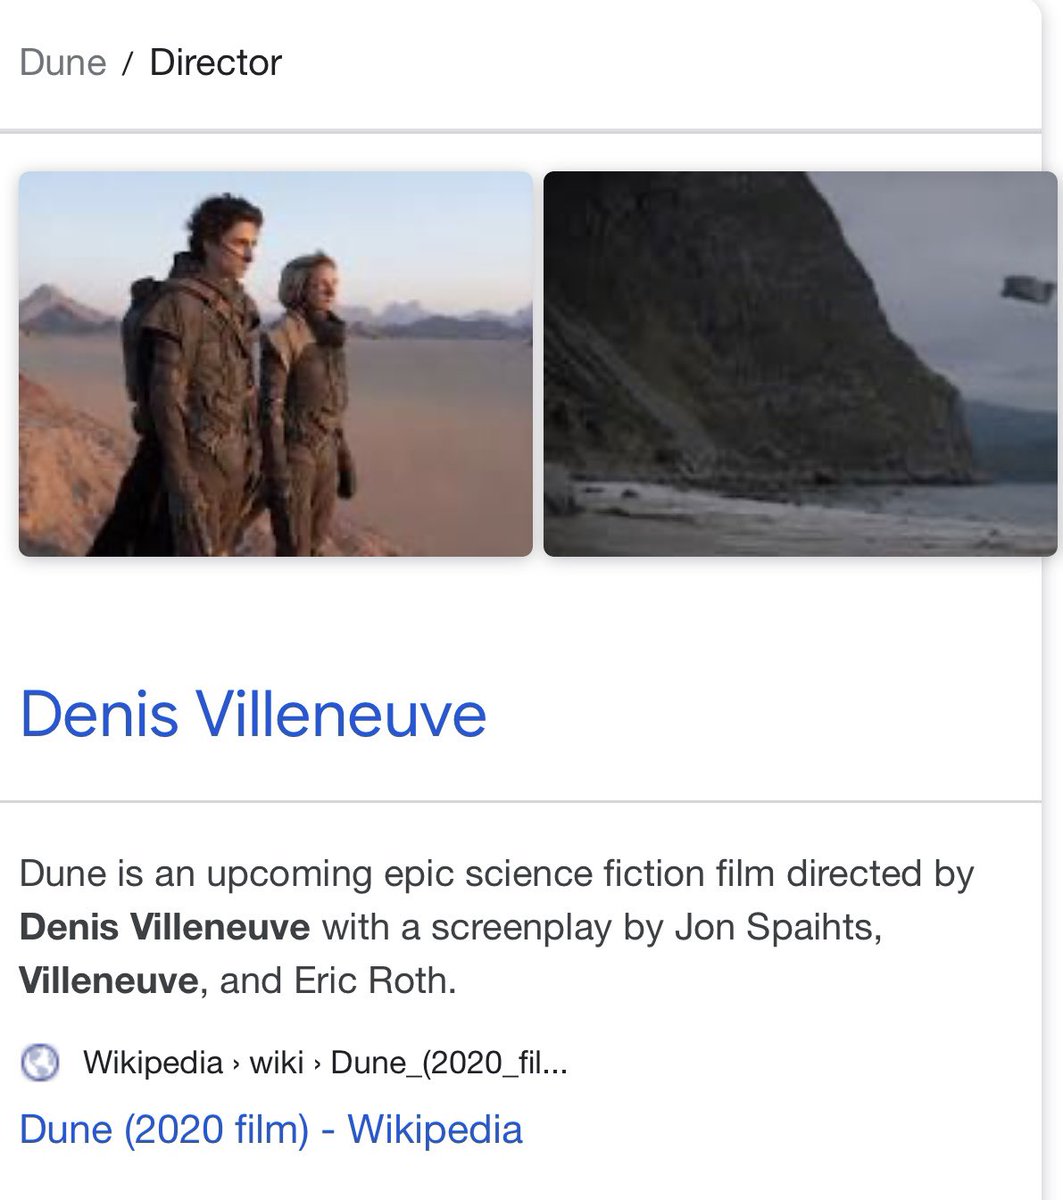 Dune / Director
Denis Villeneuve
Dune is an upcoming epic science fiction film directed by
Denis Villeneuve with a screenplay by Jon Spaihts,
Villeneuve, and Eric Roth.
Wikipedia › wiki › Dune_(2020_fil...
Dune (2020 film) - Wikipedia